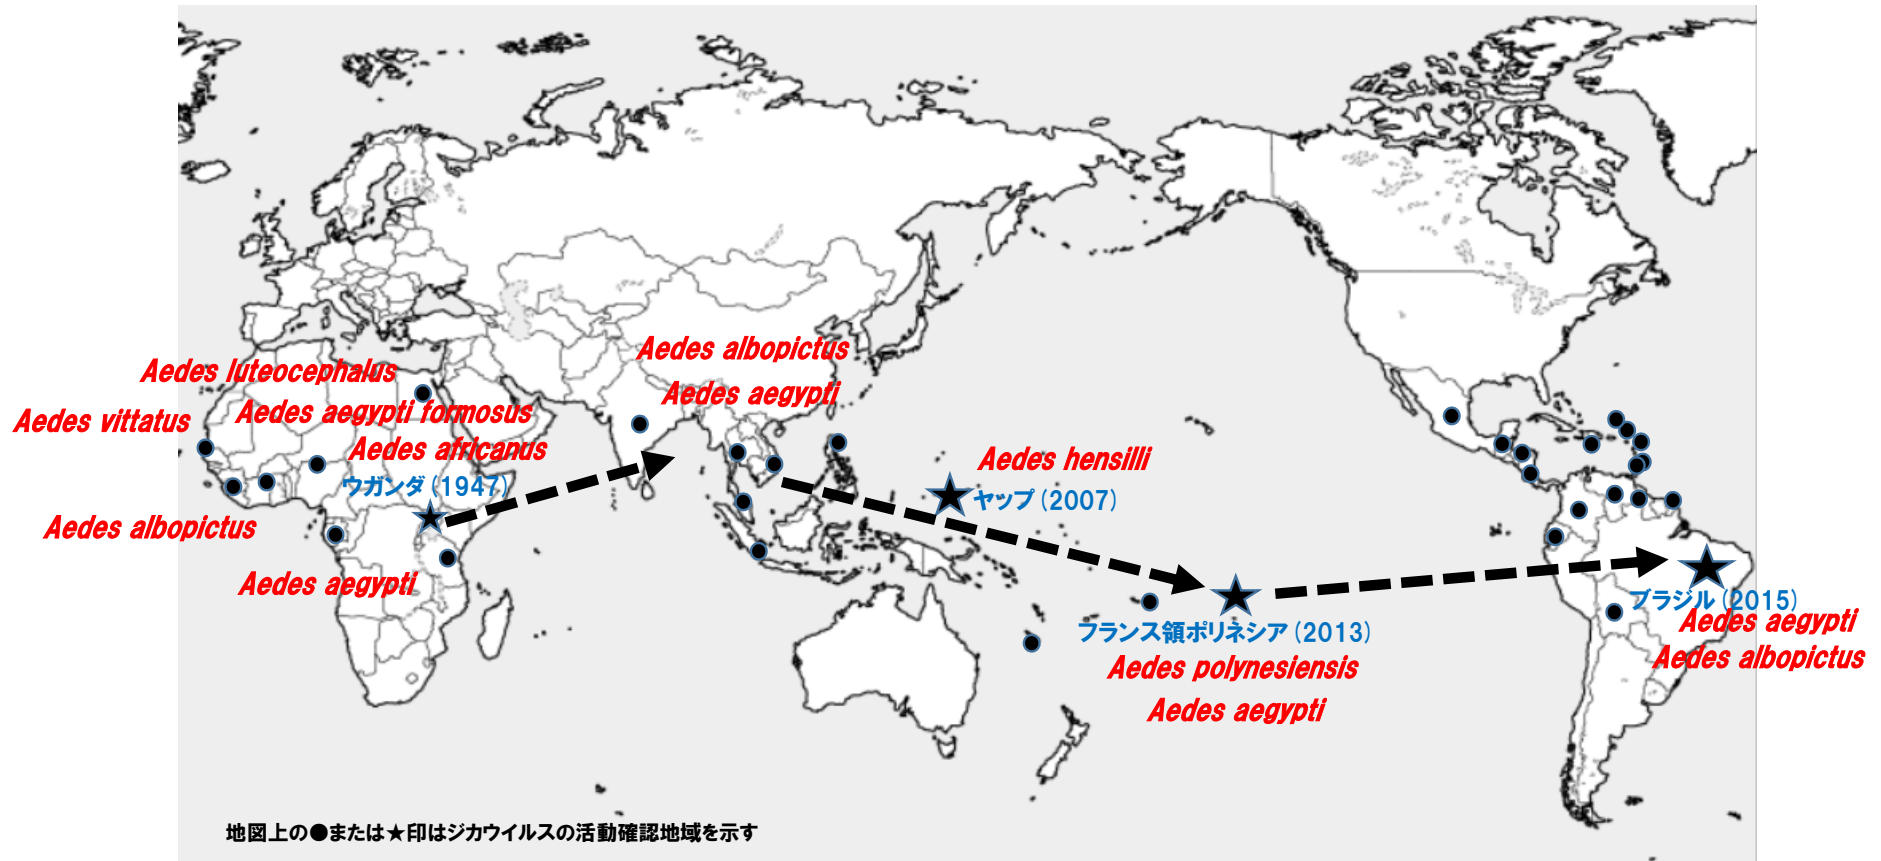 Aedes albopictus
Aedes aegypti
Aedes luteocephalus
Aedes vittatus
Aedes aegypti formosus
Aedes africanus
ウガンダ(1947)
Aedes albopictus
Aedes aegypti
Aedes hensilli
ヤップ(2007)
フランス領ポリネシア(2013)
Aedes polynesiensis
Aedes aegypti
ブラジル(2015)
Aedes aegypti
Aedes albopictus
地図上の●または★印はジカウイルスの活動確認地域を示す